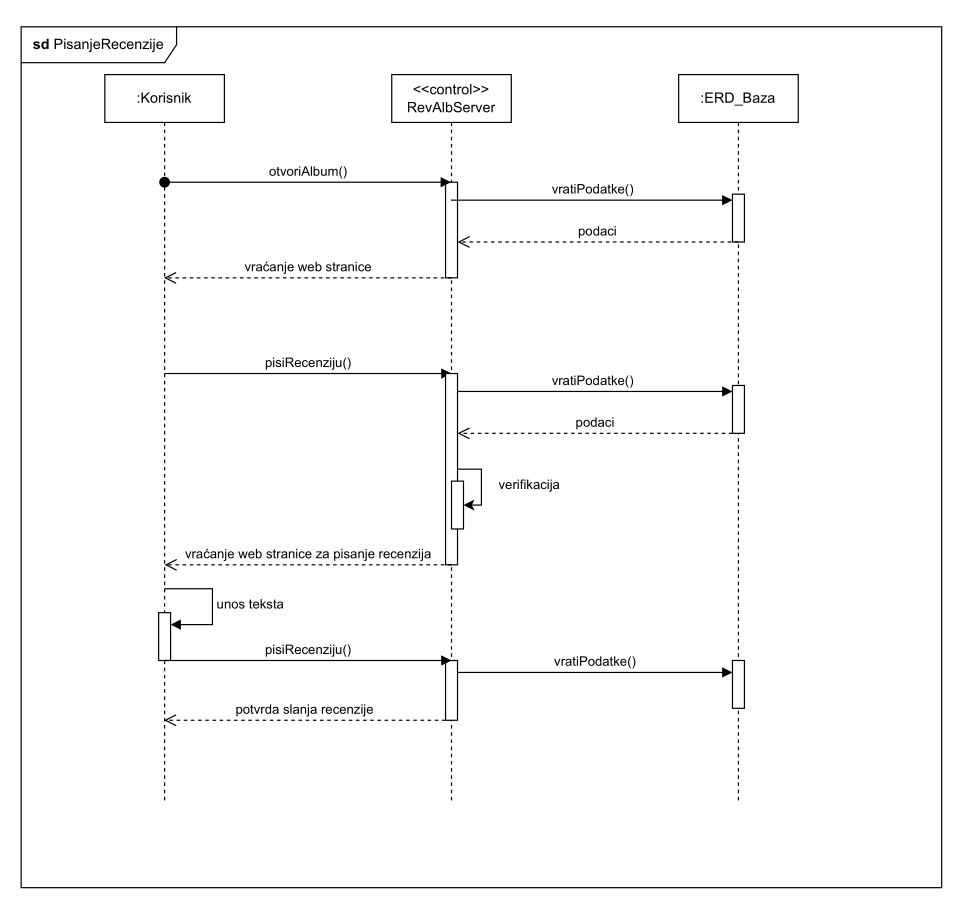 sd PisanjeRecenzije
:Korisnik
<<control>>
RevAlbServer
:ERD_Baza
otvoriAlbum()
vratiPodatke()
podaci
vraćanje web stranice
pisiRecenziju()
vratiPodatke()
podaci
verifikacija
vraćanje web stranice za pisanje recenzija
unos teksta
pisiRecenziju()
vratiPodatke()
potvrda slanja recenzije